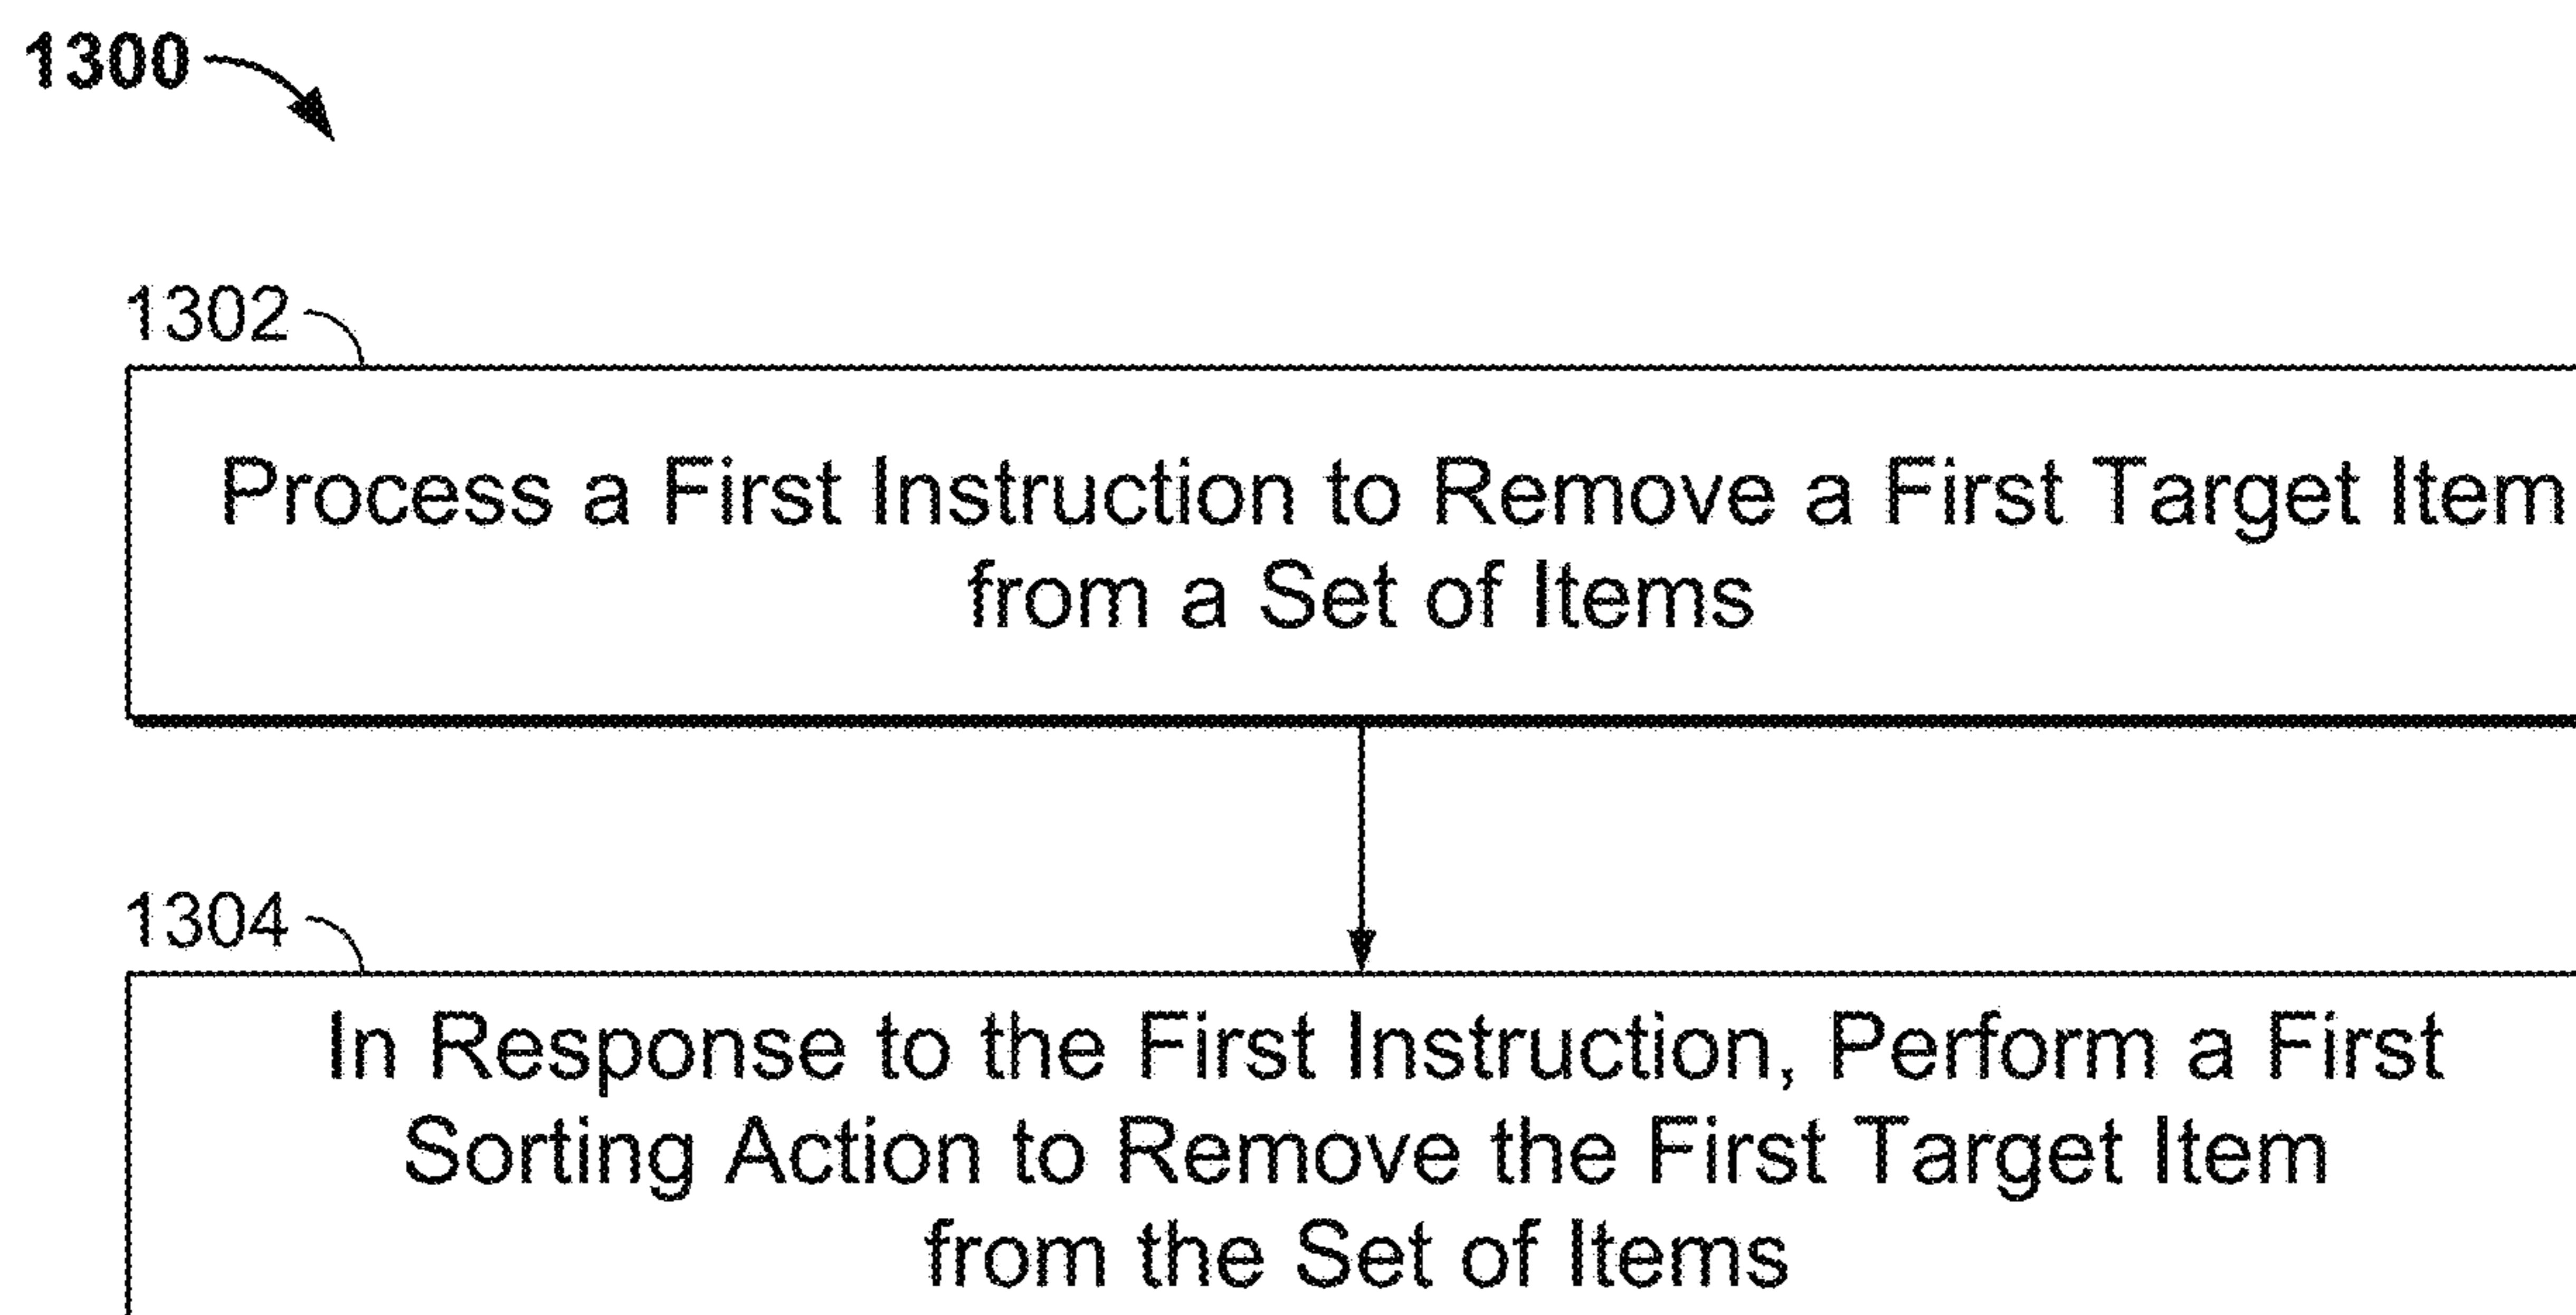 1300
1302
Process a First Instruction to Remove a First Target Item
from a Set of Items
1304
In Response to the First Instruction, Perform a First
Sorting Action to Remove the First Target Item
from the Set of Items